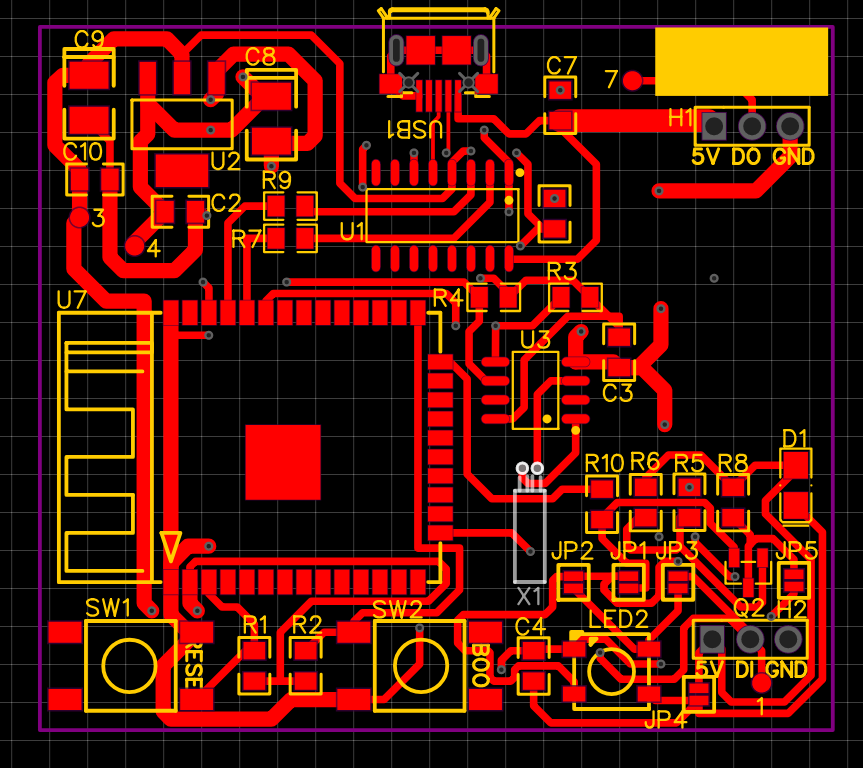 C9
C8
C7
7
H1
USB1
5V DO GND
C10
U2
R9
3
C2
U1
R7
4
R3
U7
R4
U3
C3
D1
R10 R6 R5 R8
JP2 JP1 JP3 JP5
X1
SW1
SW2
LED2
Q2 H2
R1 R2
C4
RESE
BOO
5V DI GND
1
JP4